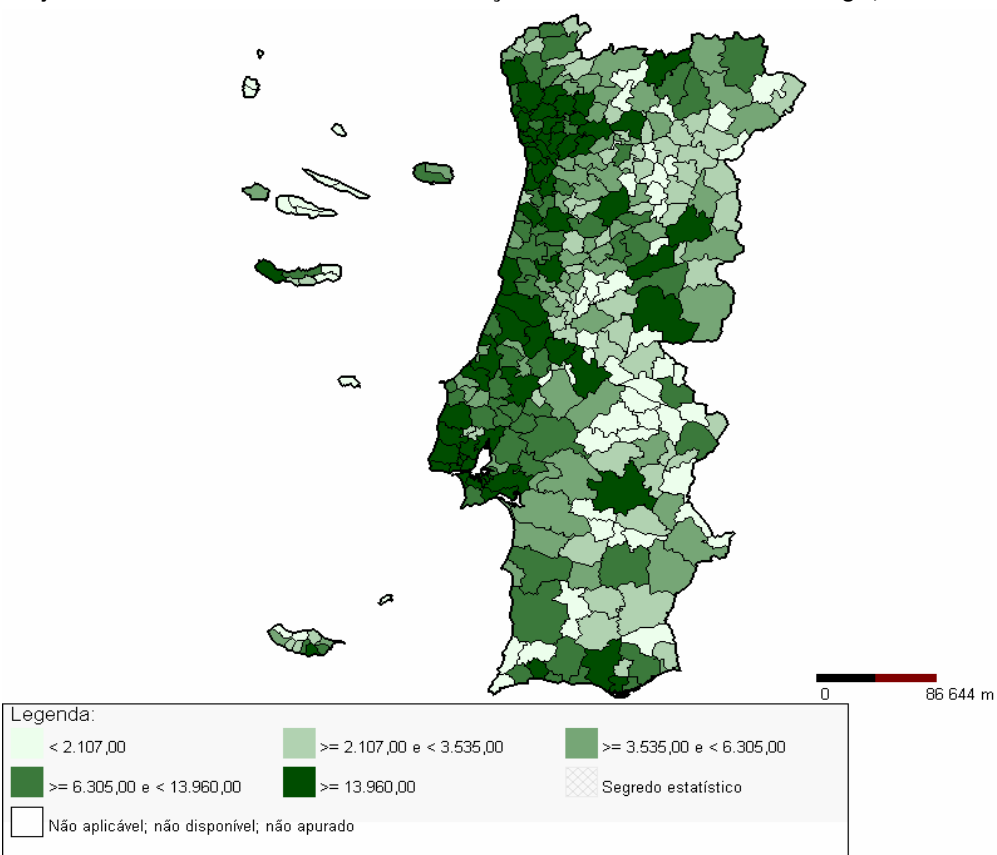 0 86 644 m
Legenda:
< 2.107,00 >= 2.107,00 e < 3.535,00 >= 3.535,00 e < 6.305,00
>= 6.305,00 e < 13.960,00 >= 13.960,00 Segredo estatístico
Não aplicável; não disponível; não apurado